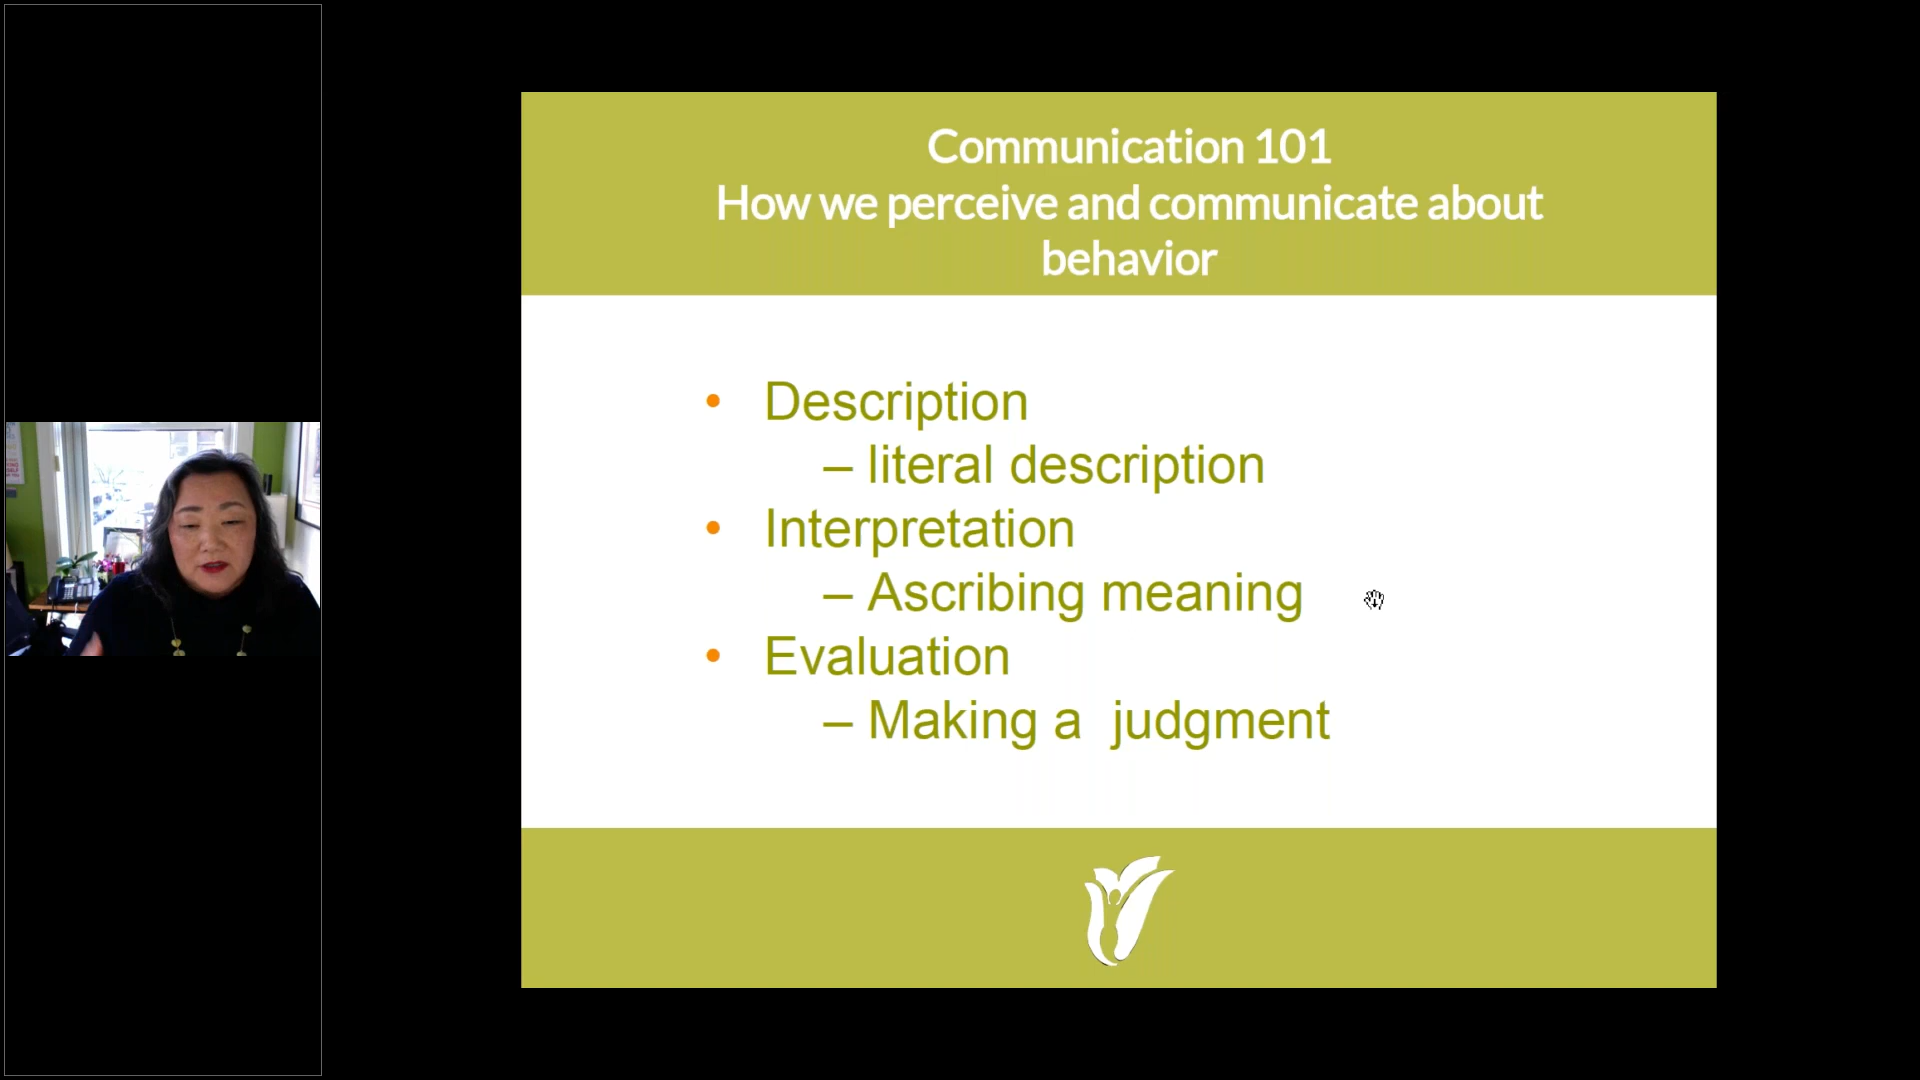 Communication 101
How we perceive and communicate about
behavior
• Description
– literal description
• Interpretation
– Ascribing meaning
• Evaluation
– Making a  judgment